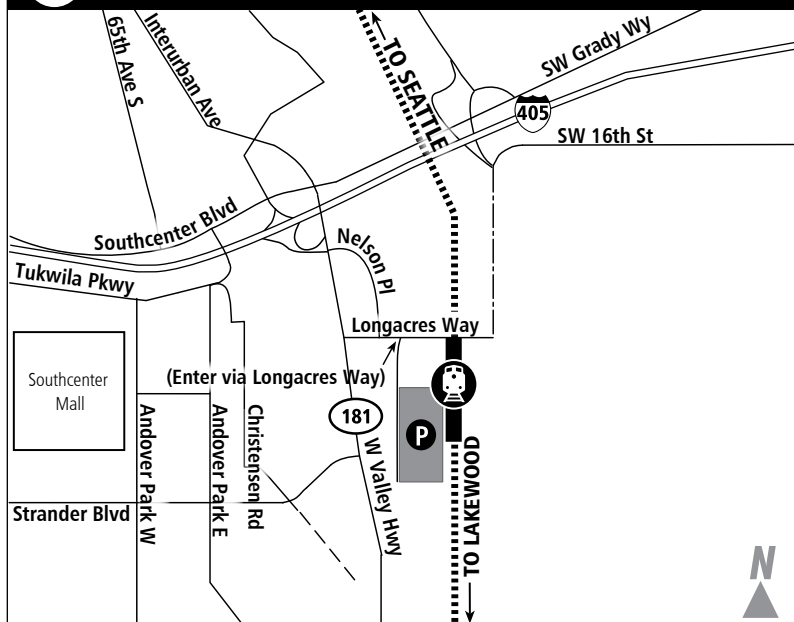 65th Ave S
Interurban Ave
TO SEATTLE
SW Grady Wy
405
SW 16th St
Southcenter Blvd
Nelson Pl
Tukwila Pkwy
Longacres Way
(Enter via Longacres Way)
Southcenter
Mall
181
P
Andover Park W
Andover Park E
Christensen Rd
W Valley Hwy
TO LAKEWOOD
Strander Blvd
N